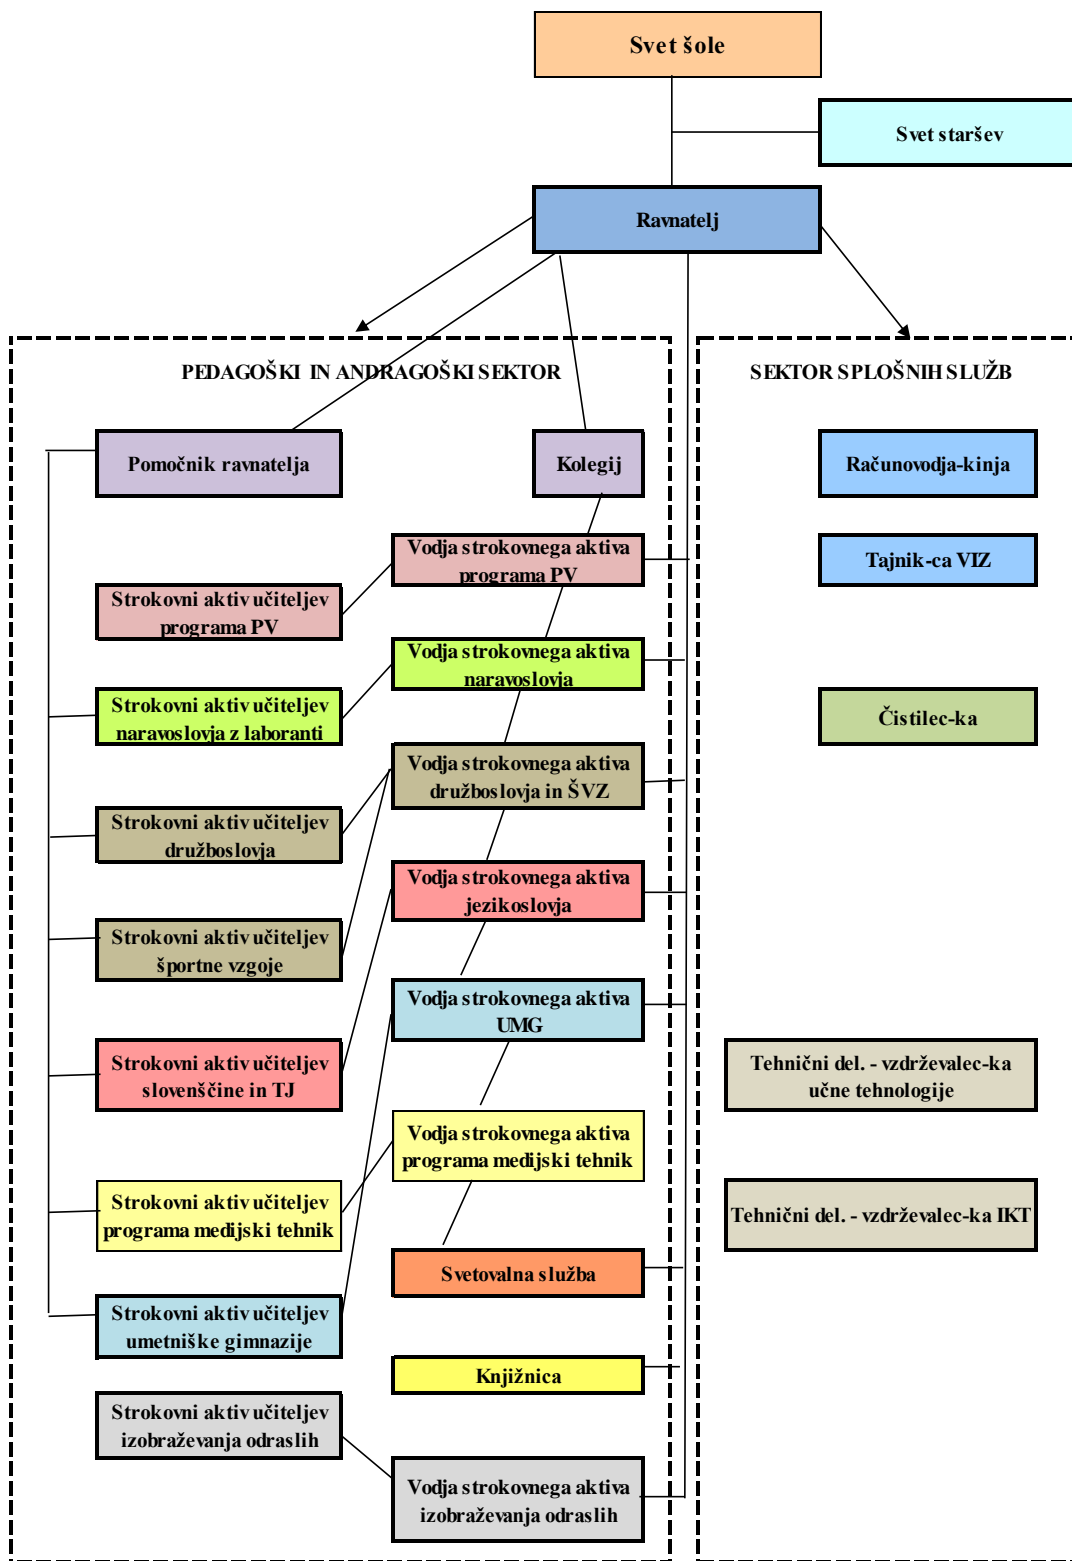 Svet šole
Svet staršev
Ravnatelj
PEDAGOŠKI IN ANDRAGOŠKI SEKTOR
SEKTOR SPLOŠNIH SLUŽB
Pomočnik ravnatelja
Kolegij
Računovodja-kinja
Vodja strokovnega aktiva
programa PV
Tajnik-ca VIZ
Strokovni aktiv učiteljev
programa PV
Vodja strokovnega aktiva
naravoslovja
Strokovni aktiv učiteljev
naravoslovja z laboranti
Čistilec-ka
Vodja strokovnega aktiva
družboslovja in ŠVZ
Strokovni aktiv učiteljev
družboslovja
Vodja strokovnega aktiva
jezikoslovja
Strokovni aktiv učiteljev
športne vzgoje
Vodja strokovnega aktiva
UMG
Strokovni aktiv učiteljev
slovenščine in TJ
Tehnični del. - vzdrževalec-ka
učne tehnologije
Vodja strokovnega aktiva
programa medijski tehnik
Strokovni aktiv učiteljev
programa medijski tehnik
Tehnični del. - vzdrževalec-ka IKT
Svetovalna služba
Strokovni aktiv učiteljev
umetniške gimnazije
Knjižnica
Strokovni aktiv učiteljev
izobraževanja odraslih
Vodja strokovnega aktiva
izobraževanja odraslih